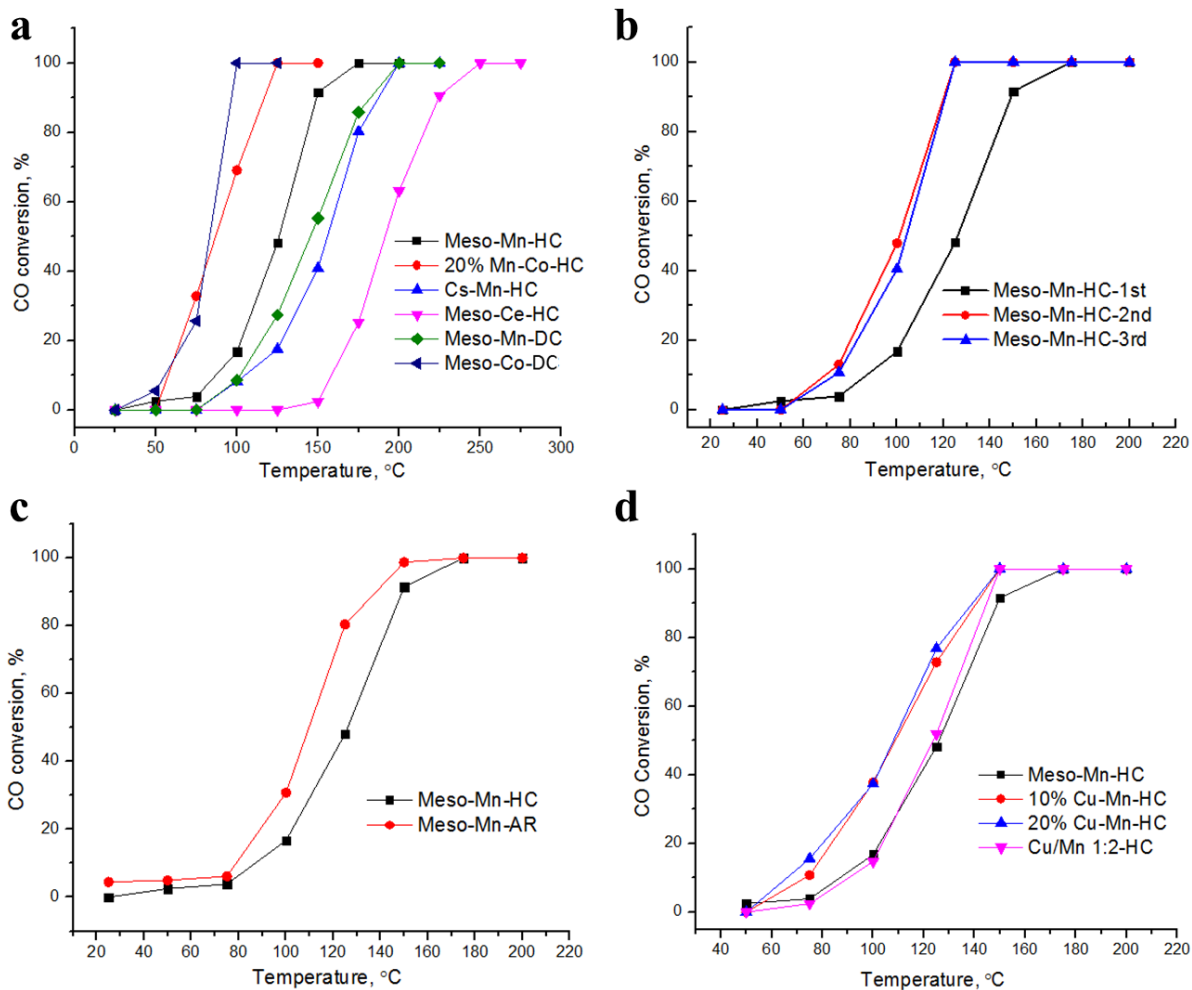 a
CO conversion, %
100
80
60
40
20
0
0
50
100
150
200
250
300
Temperature, °C
Meso-Mn-HC
20% Mn-Co-HC
Cs-Mn-HC
Meso-Ce-HC
Meso-Mn-DC
Meso-Co-DC
b
CO conversion, %
100
80
60
40
20
0
20
40
60
80
100
120
140
160
180
200
220
Temperature, °C
Meso-Mn-HC-1st
Meso-Mn-HC-2nd
Meso-Mn-HC-3rd
c
CO conversion, %
100
80
60
40
20
0
20
40
60
80
100
120
140
160
180
200
220
Temperature, °C
Meso-Mn-HC
Meso-Mn-AR
d
CO Conversion, %
100
80
60
40
20
0
40
60
80
100
120
140
160
180
200
220
Temperature, °C
Meso-Mn-HC
10% Cu-Mn-HC
20% Cu-Mn-HC
Cu/Mn 1:2-HC